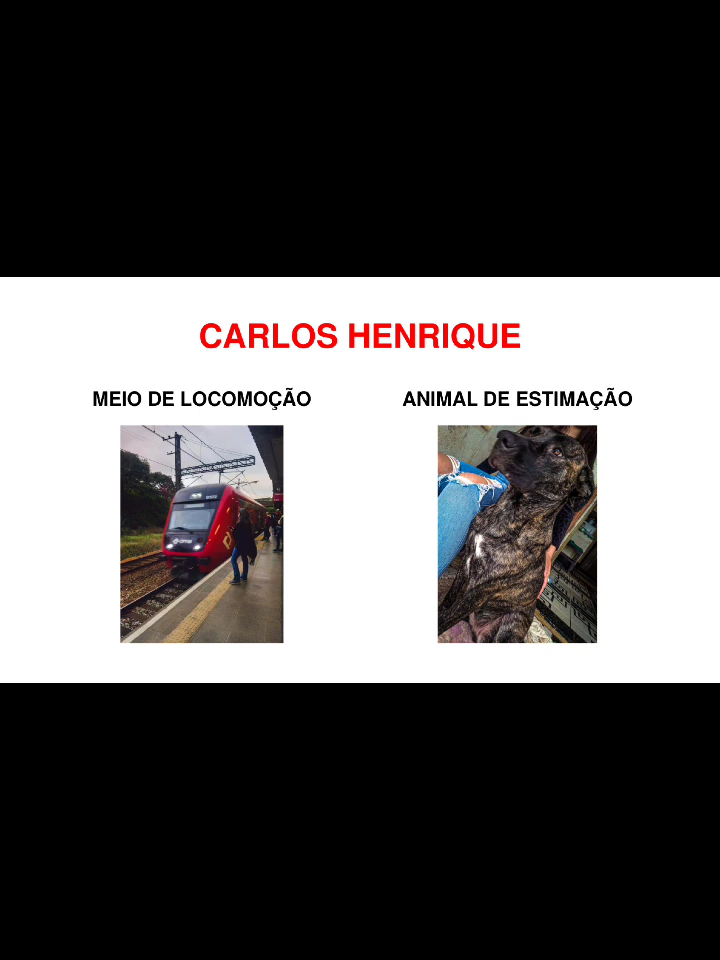 CARLOS HENRIQUE
MEIO DE LOCOMOÇÃO
ANIMAL DE ESTIMAÇÃO